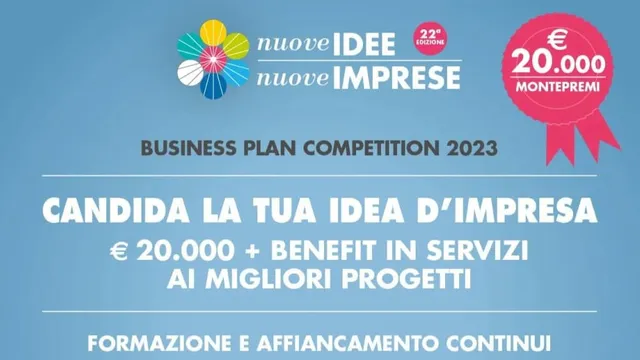 nuove IDEE
nuove IMPRESE
22ª
EDIZIONE
€
20.000
MONTEPREMI
BUSINESS PLAN COMPETITION 2023
CANDIDA LA TUA IDEA D'IMPRESA
€ 20.000 + BENEFIT IN SERVIZI
AI MIGLIORI PROGETTI
FORMAZIONE E AFFIANCAMENTO CONTINUI